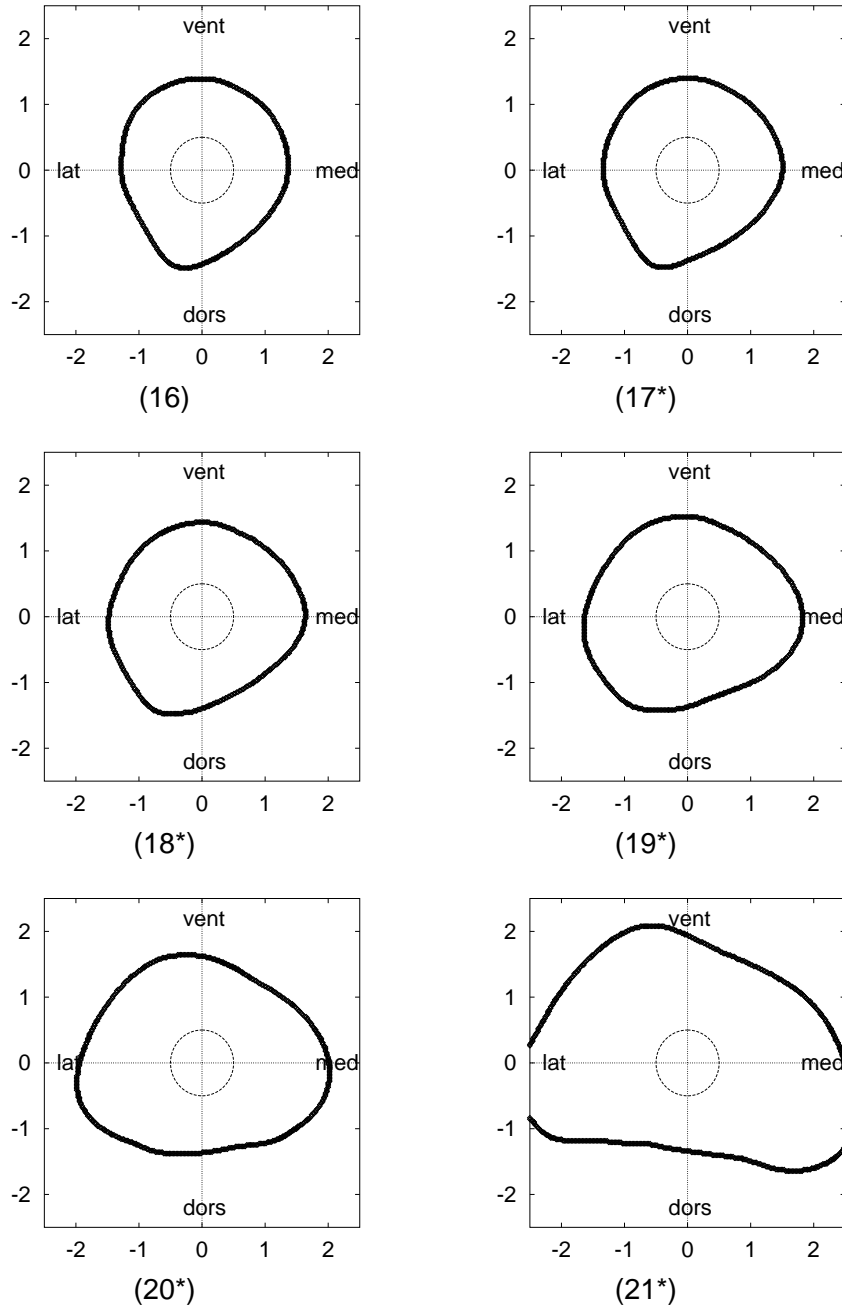 vent
2
1
0 lat med
-1
-2
dors
-2 -1 0 1 2
(16)
vent
2
1
0 lat med
-1
-2
dors
-2 -1 0 1 2
(17*)
vent
2
1
0 lat med
-1
-2
dors
-2 -1 0 1 2
(18*)
vent
2
1
0 lat med
-1
-2
dors
-2 -1 0 1 2
(19*)
vent
2
1
0 lat med
-1
-2
dors
-2 -1 0 1 2
(20*)
vent
2
1
0 lat med
-1
-2
dors
-2 -1 0 1 2
(21*)